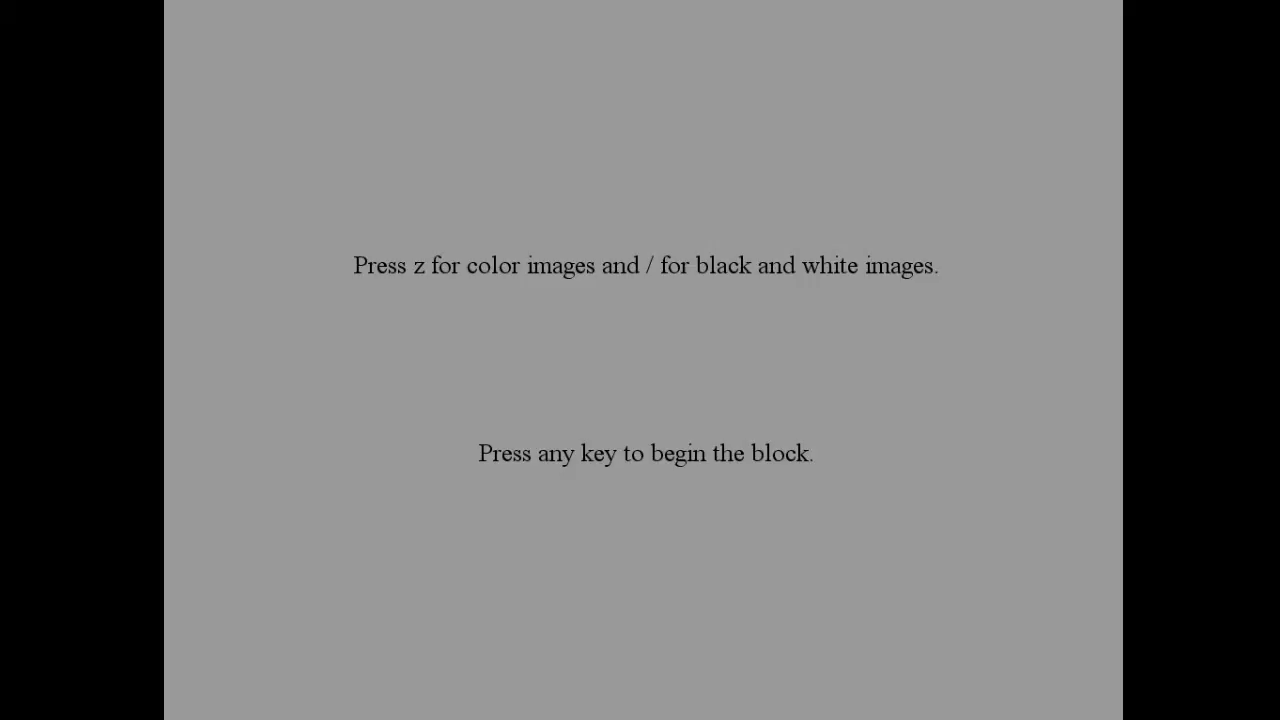 Press z for color images and / for black and white images.
Press any key to begin the block.